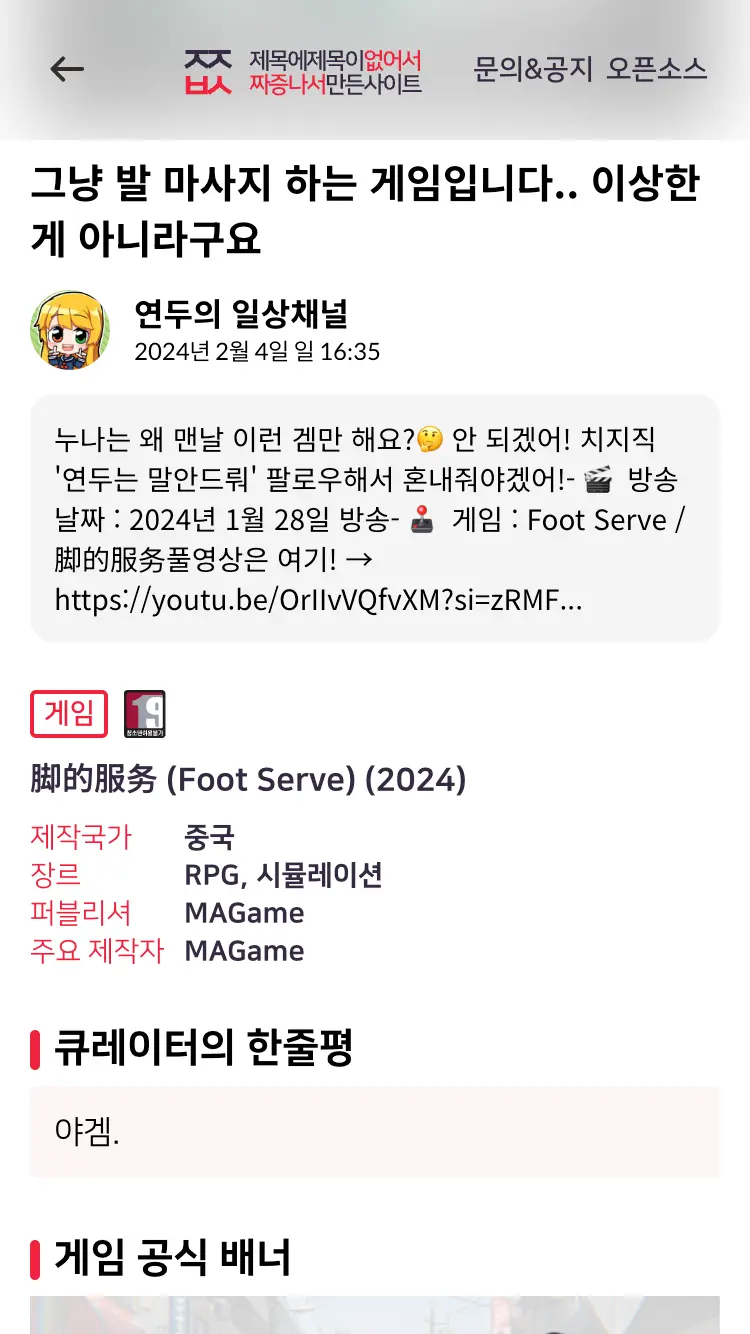 ㅈㅈㅅ
제목에제목이없어서
짜증나서만든사이트
문의&공지 오픈소스
그냥 발 마사지 하는 게임입니다.. 이상한
게 아니라구요
연두의 일상채널
2024년 2월 4일 일 16:35
누나는 왜 맨날 이런 겜만 해요?🤔 안 되겠어! 치지직
'연두는 말안드뤄' 팔로우해서 혼내줘야겠어!- 🎬 방송
날짜 : 2024년 1월 28일 방송- 🕹️ 게임 : Foot Serve /
脚的服务풀영상은 여기! →
https://youtu.be/OrIIvVQfvXM?si=zRMF...
게임
19
청소년이용불가
脚的服务 (Foot Serve) (2024)
제작국가 중국
장르 RPG, 시뮬레이션
퍼블리셔 MAGame
주요 제작자 MAGame
큐레이터의 한줄평
야겜.
게임 공식 배너